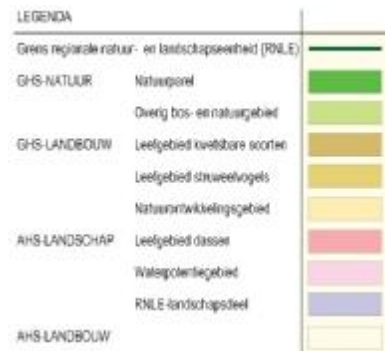 LEGENDA
Grens regionale natuur- en landschapseenheid (RNLE)
GHS-NATUUR Natuurparel
Overig bos- en natuurgebied
GHS-LANDBOUW Leefgebied kwetsbare soorten
Leefgebied struweelvogels
Natuurontwikkelingsgebied
AHS-LANDSCHAP Leefgebied dassen
Waterpotentiegebied
RNLE-landschapsdeel
AHS-LANDBOUW